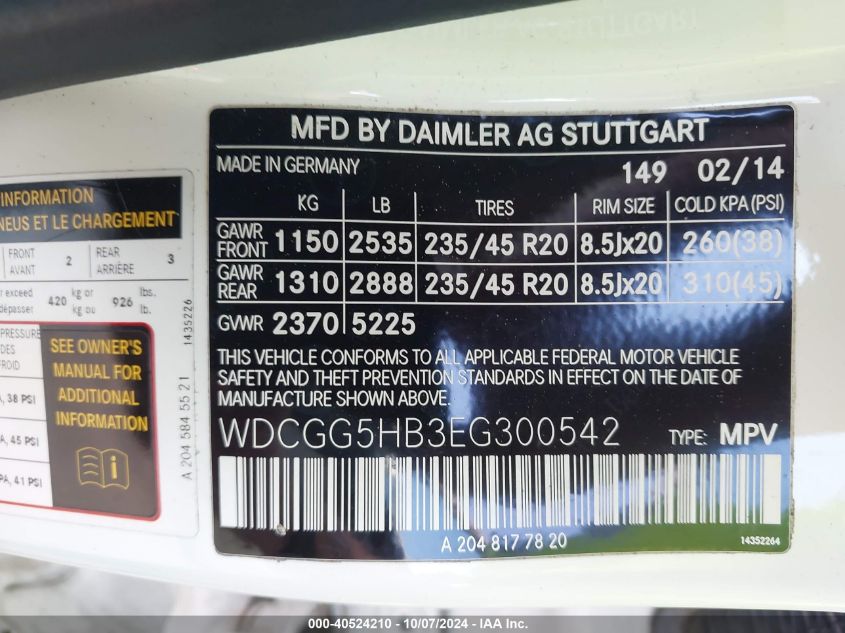 MFD BY DAIMLER AG STUTTGART
MADE IN GERMANY 149 02/14
KG LB TIRES RIM SIZE COLD KPA (PSI)
GAWR FRONT 1150 2535 235/45 R20 8.5Jx20 260(38)
GAWR REAR 1310 2888 235/45 R20 8.5Jx20 310(45)
GVWR 2370 5225
THIS VEHICLE CONFORMS TO ALL APPLICABLE FEDERAL MOTOR VEHICLE
SAFETY AND THEFT PREVENTION STANDARDS IN EFFECT ON THE DATE OF
MANUFACTURE SHOWN ABOVE.
WDCGG5HB3EG300542 TYPE: MPV
A 204 817 78 20 14352264
INFORMATION
NEUS ET LE CHARGEMENT
FRONT AVANT 2 REAR ARRIÈRE 3
exceed 420 kg or 926 lbs.
kg ou lb.
PRESSURE
DES
FROID
38 PSI
45 PSI
41 PSI
SEE OWNER'S
MANUAL FOR
ADDITIONAL
INFORMATION
A 204 584 55 21 1435226
000-40524210 - 10/07/2024 - IAA Inc.